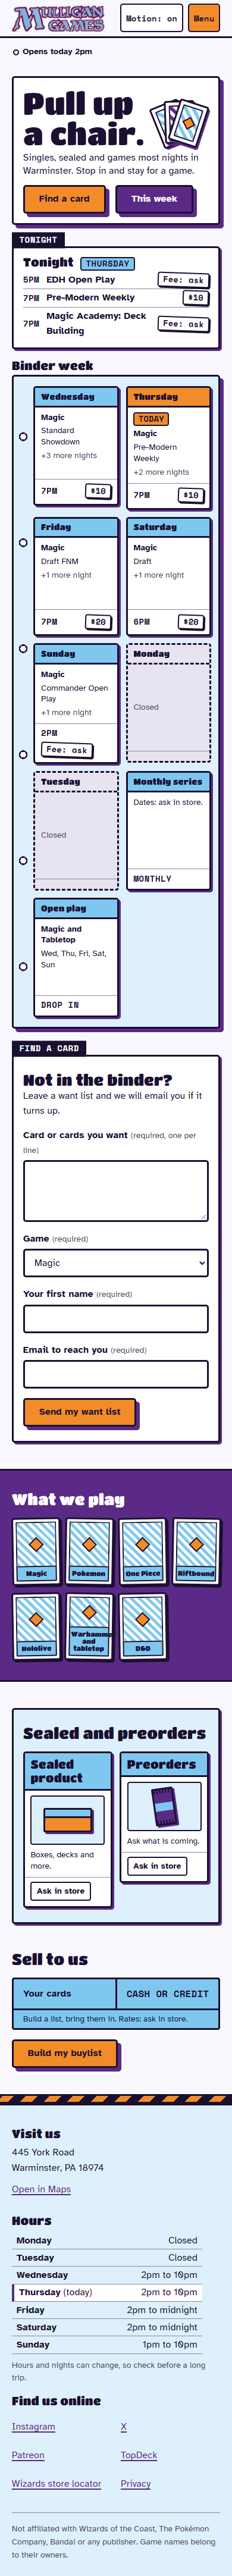 MULLIGAN
GAMES
Motion: on
Menu
Opens today 2pm
Pull up
a chair.
Singles, sealed and games most nights in
Warminster. Stop in and stay for a game.
Find a card
This week
TONIGHT
Tonight THURSDAY
5PM EDH Open Play Fee: ask
7PM Pre-Modern Weekly $10
7PM Magic Academy: Deck
Building Fee: ask
Binder week
Wednesday
Magic
Standard
Showdown
+3 more nights
7PM $10
Thursday
TODAY
Magic
Pre-Modern
Weekly
+2 more nights
7PM $10
Friday
Magic
Draft FNM
+1 more night
7PM $20
Saturday
Magic
Draft
+1 more night
6PM $20
Sunday
Magic
Commander Open
Play
+1 more night
2PM
Fee: ask
Monday
Closed
Tuesday
Closed
Monthly series
Dates: ask in store.
MONTHLY
Open play
Magic and
Tabletop
Wed, Thu, Fri, Sat,
Sun
DROP IN
FIND A CARD
Not in the binder?
Leave a want list and we will email you if it
turns up.
Card or cards you want (required, one per
line)
Game (required)
Magic
Your first name (required)
Email to reach you (required)
Send my want list
What we play
Magic
Pokemon
One Piece
Riftbound
Hololive
Warhammer
and
tabletop
D&D
Sealed and preorders
Sealed
product
Boxes, decks and
more.
Ask in store
Preorders
Ask what is coming.
Ask in store
Sell to us
Your cards
CASH OR CREDIT
Build a list, bring them in. Rates: ask in store.
Build my buylist
Visit us
445 York Road
Warminster, PA 18974
Open in Maps
Hours
Monday Closed
Tuesday Closed
Wednesday 2pm to 10pm
Thursday (today) 2pm to 10pm
Friday 2pm to midnight
Saturday 2pm to midnight
Sunday 1pm to 10pm
Hours and nights can change, so check before a long
trip.
Find us online
Instagram
X
Patreon
TopDeck
Wizards store locator
Privacy
Not affiliated with Wizards of the Coast, The Pokémon
Company, Bandai or any publisher. Game names belong
to their owners.